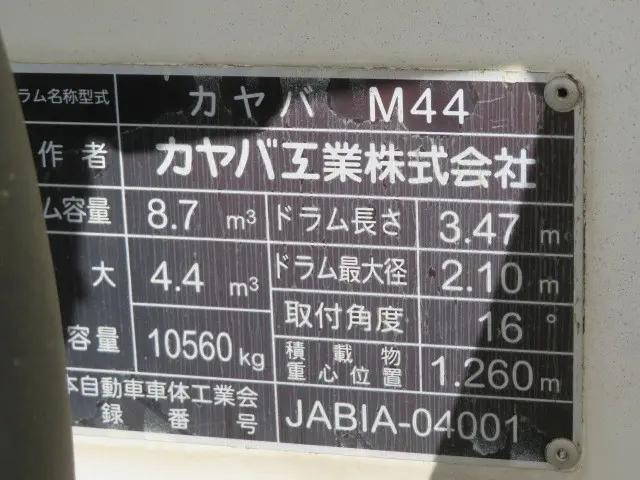 ラム名称型式 カヤバ M44
作者 カヤバ工業株式会社
ム容量 8.7 m³ ドラム長さ 3.47 m
大 4.4 m³ ドラム最大径 2.10 m
取付角度 16°
容量 10560 kg 積載物重心位置 1.260 m
本自動車車体工業会
録番号 JABIA-04001